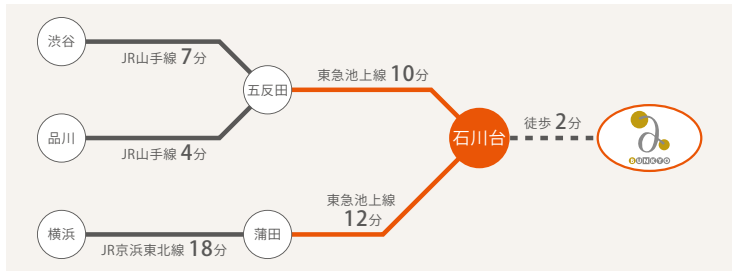 渋谷
JR山手線 7分
品川
JR山手線 4分
五反田
東急池上線 10分
横浜
JR京浜東北線 18分
蒲田
東急池上線
12分
石川台
徒歩 2分
BUNKYO